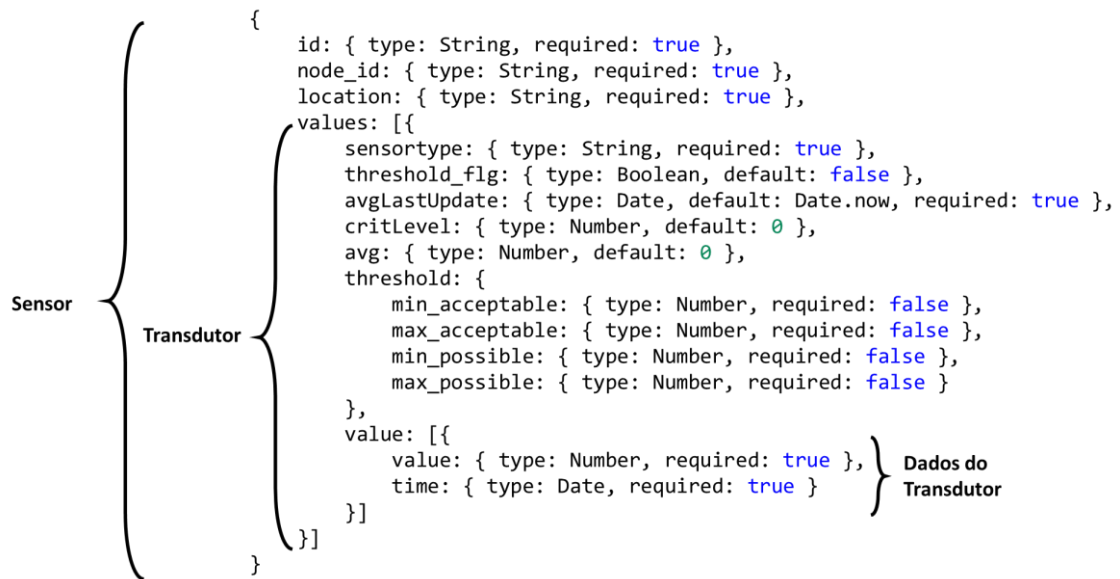 {
id: { type: String, required: true },
node_id: { type: String, required: true },
location: { type: String, required: true },
values: [{
sensortype: { type: String, required: true },
threshold_flg: { type: Boolean, default: false },
avgLastUpdate: { type: Date, default: Date.now, required: true },
critLevel: { type: Number, default: 0 },
avg: { type: Number, default: 0 },
threshold: {
Sensor
min_acceptable: { type: Number, required: false },
max_acceptable: { type: Number, required: false },
Transdutor
min_possible: { type: Number, required: false },
max_possible: { type: Number, required: false }
},
value: [{
value: { type: Number, required: true },
time: { type: Date, required: true }
Dados do
Transdutor
}]
}]
}